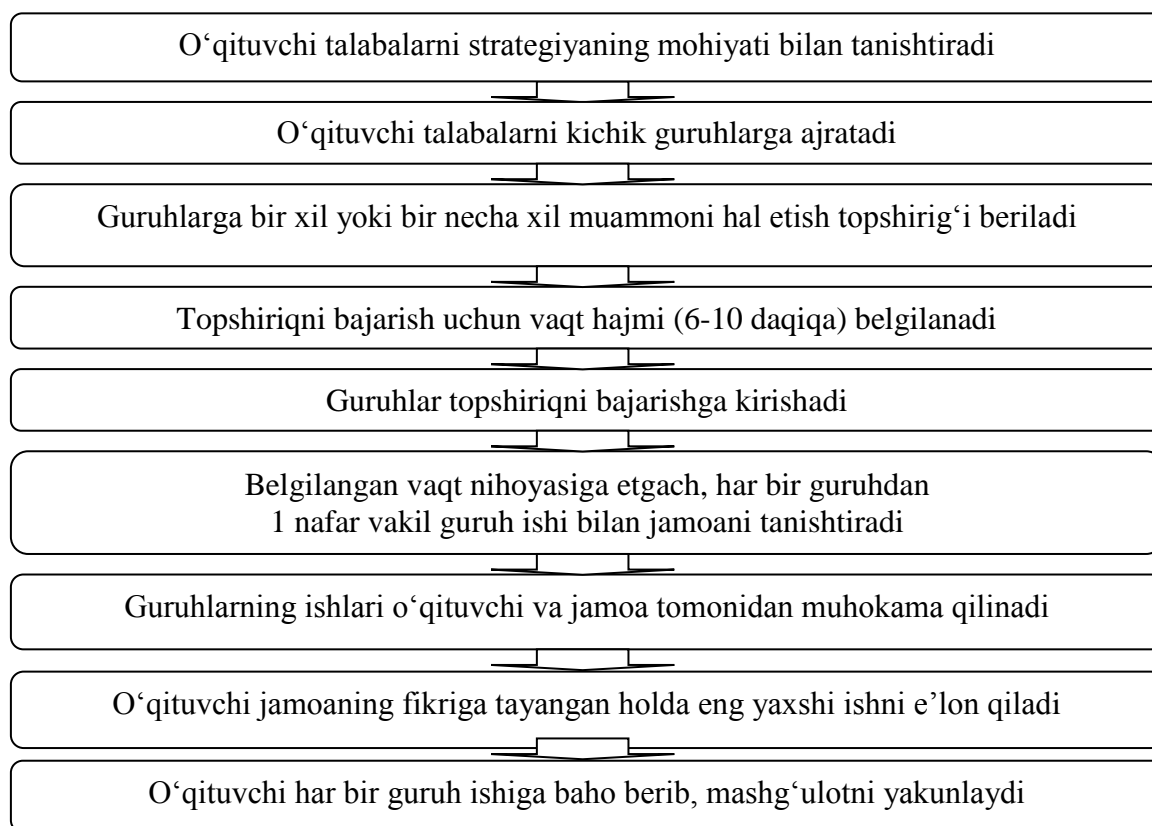 O‘qituvchi talabalarni strategiyaning mohiyati bilan tanishtiradi
O‘qituvchi talabalarni kichik guruhlarga ajratadi
Guruhlarga bir xil yoki bir necha xil muammoni hal etish topshirig‘i beriladi
Topshiriqni bajarish uchun vaqt hajmi (6-10 daqiqa) belgilanadi
Guruhlar topshiriqni bajarishga kirishadi
Belgilangan vaqt nihoyasiga etgach, har bir guruhdan
1 nafar vakil guruh ishi bilan jamoani tanishtiradi
Guruhlarning ishlari o‘qituvchi va jamoa tomonidan muhokama qilinadi
O‘qituvchi jamoaning fikriga tayangan holda eng yaxshi ishni e’lon qiladi
O‘qituvchi har bir guruh ishiga baho berib, mashg‘ulotni yakunlaydi